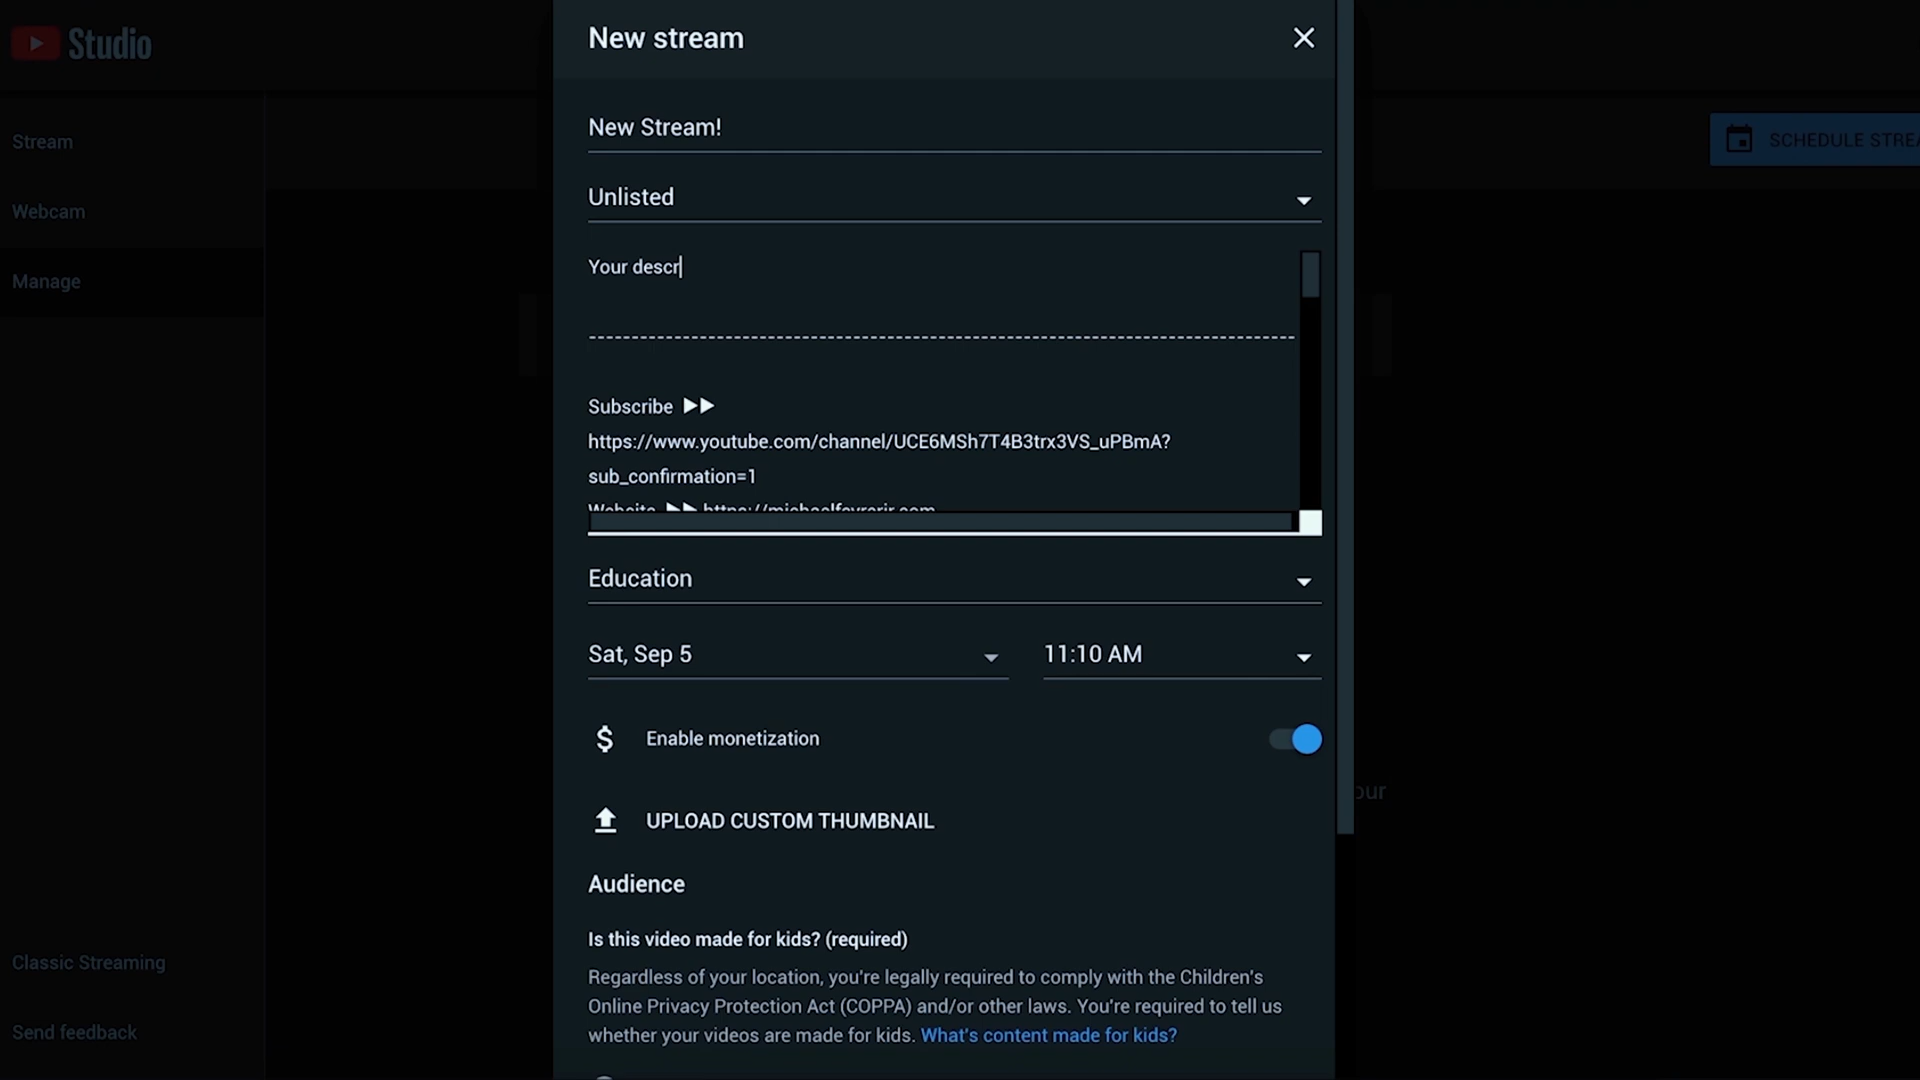 Studio
New stream
New Stream!
SCHEDULE STREA
Stream
Unlisted
Webcam
Your descr
Manage
--------------------------------------------------------------------------------
Subscribe ▶▶
https://www.youtube.com/channel/UCE6MSh7T4B3trx3VS_uPBmA?
sub_confirmation=1
Website ▶▶
Education
Sat, Sep 5
11:10 AM
Enable monetization
our
UPLOAD CUSTOM THUMBNAIL
Audience
Is this video made for kids? (required)
Regardless of your location, you're legally required to comply with the Children's
Online Privacy Protection Act (COPPA) and/or other laws. You're required to tell us
whether your videos are made for kids. What's content made for kids?
Classic Streaming
Send feedback